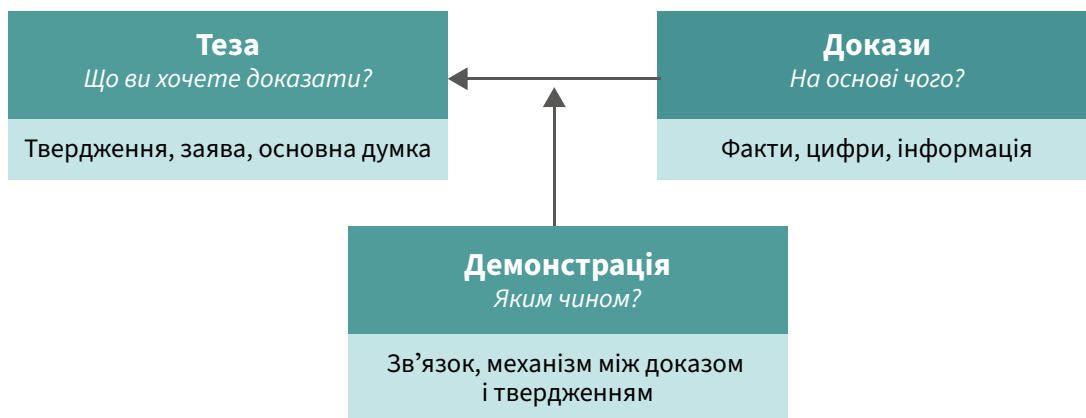 Теза
Що ви хочете доказати?
Твердження, заява, основна думка
Докази
На основі чого?
Факти, цифри, інформація
Демонстрація
Яким чином?
Зв’язок, механізм між доказом
і твердженням